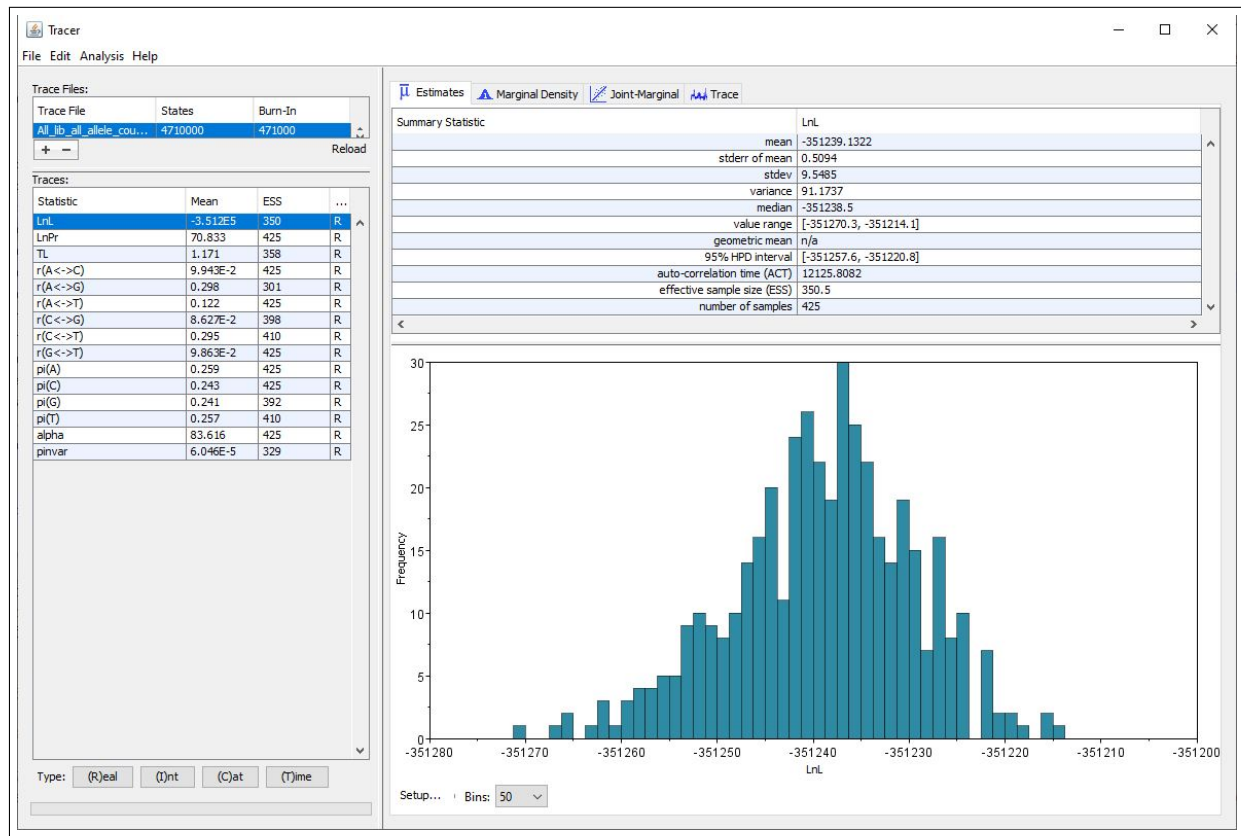 Tracer
File Edit Analysis Help
Trace Files:
Trace File States Burn-In
All_lib_all_allele_cou... 4710000 471000
+ − Reload
Traces:
Statistic Mean ESS ...
LnL -3.512E5 350 R
LnPr 70.833 425 R
TL 1.171 358 R
r(A<->C) 9.943E-2 425 R
r(A<->G) 0.298 301 R
r(A<->T) 0.122 425 R
r(C<->G) 8.627E-2 398 R
r(C<->T) 0.295 410 R
r(G<->T) 9.863E-2 425 R
pi(A) 0.259 425 R
pi(C) 0.243 425 R
pi(G) 0.241 392 R
pi(T) 0.257 410 R
alpha 83.616 425 R
pinvar 6.046E-5 329 R
Type: (R)eal (I)nt (C)at (T)ime
μ Estimates Marginal Density Joint-Marginal Trace
Summary Statistic LnL
mean -351239.1322
stderr of mean 0.5094
stdev 9.5485
variance 91.1737
median -351238.5
value range [-351270.3, -351214.1]
geometric mean n/a
95% HPD interval [-351257.6, -351220.8]
auto-correlation time (ACT) 12125.8082
effective sample size (ESS) 350.5
number of samples 425
30
25
20
15
10
5
0
Frequency
-351280 -351270 -351260 -351250 -351240 -351230 -351220 -351210 -351200
LnL
Setup... Bins: 50